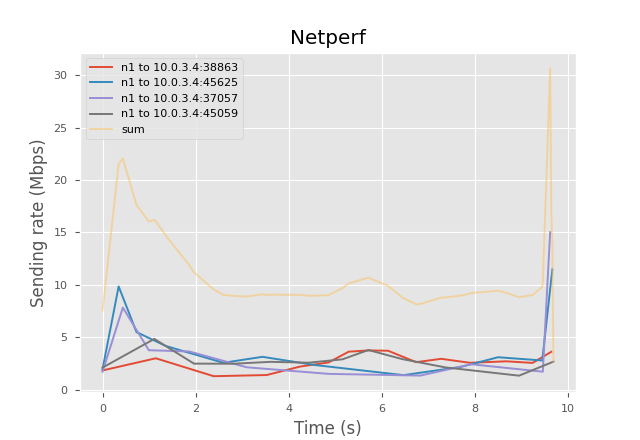 Netperf
n1 to 10.0.3.4:38863
n1 to 10.0.3.4:45625
n1 to 10.0.3.4:37057
n1 to 10.0.3.4:45059
sum
Sending rate (Mbps)
30
25
20
15
10
5
0
0 2 4 6 8 10
Time (s)